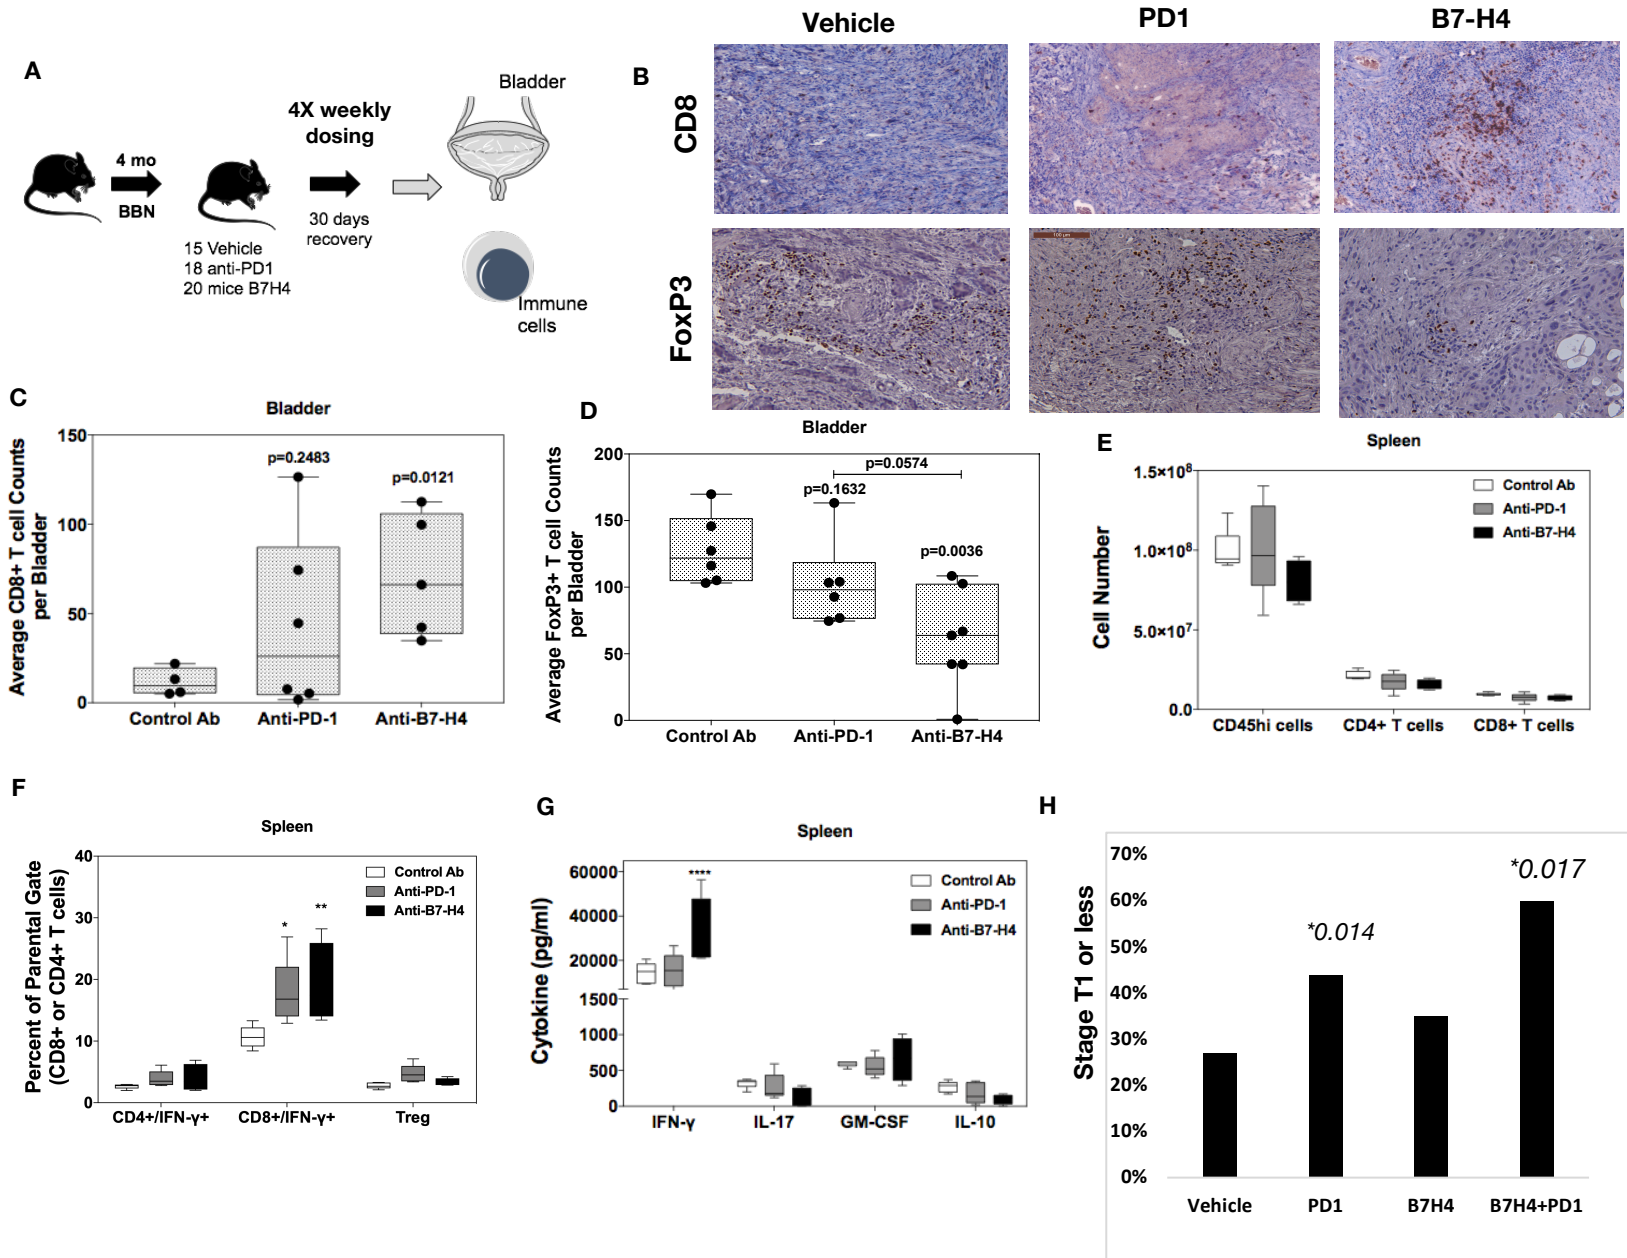 A
4 mo
BBN
15 Vehicle
18 anti-PD1
20 mice B7H4
4X weekly
dosing
30 days
recovery
Bladder
Immune
cells
B
Vehicle
PD1
B7-H4
CD8
FoxP3
100 µm
C
Bladder
Average CD8+ T cell Counts
per Bladder
150
100
50
0
p=0.2483
p=0.0121
Control Ab
Anti-PD-1
Anti-B7-H4
D
Bladder
Average FoxP3+ T cell Counts
per Bladder
200
150
100
50
0
p=0.0574
p=0.1632
p=0.0036
Control Ab
Anti-PD-1
Anti-B7-H4
E
Spleen
Cell Number
1.5×10⁸
1.0×10⁸
5.0×10⁷
0.0
Control Ab
Anti-PD-1
Anti-B7-H4
CD45hi cells
CD4+ T cells
CD8+ T cells
F
Spleen
Percent of Parental Gate
(CD8+ or CD4+ T cells)
40
30
20
10
0
Control Ab
Anti-PD-1
Anti-B7-H4
*
**
CD4+/IFN-γ+
CD8+/IFN-γ+
Treg
G
Spleen
Cytokine (pg/ml)
60000
40000
20000
1500
1000
500
0
****
Control Ab
Anti-PD-1
Anti-B7-H4
IFN-γ
IL-17
GM-CSF
IL-10
H
Stage T1 or less
70%
60%
50%
40%
30%
20%
10%
0%
*0.014
*0.017
Vehicle
PD1
B7H4
B7H4+PD1